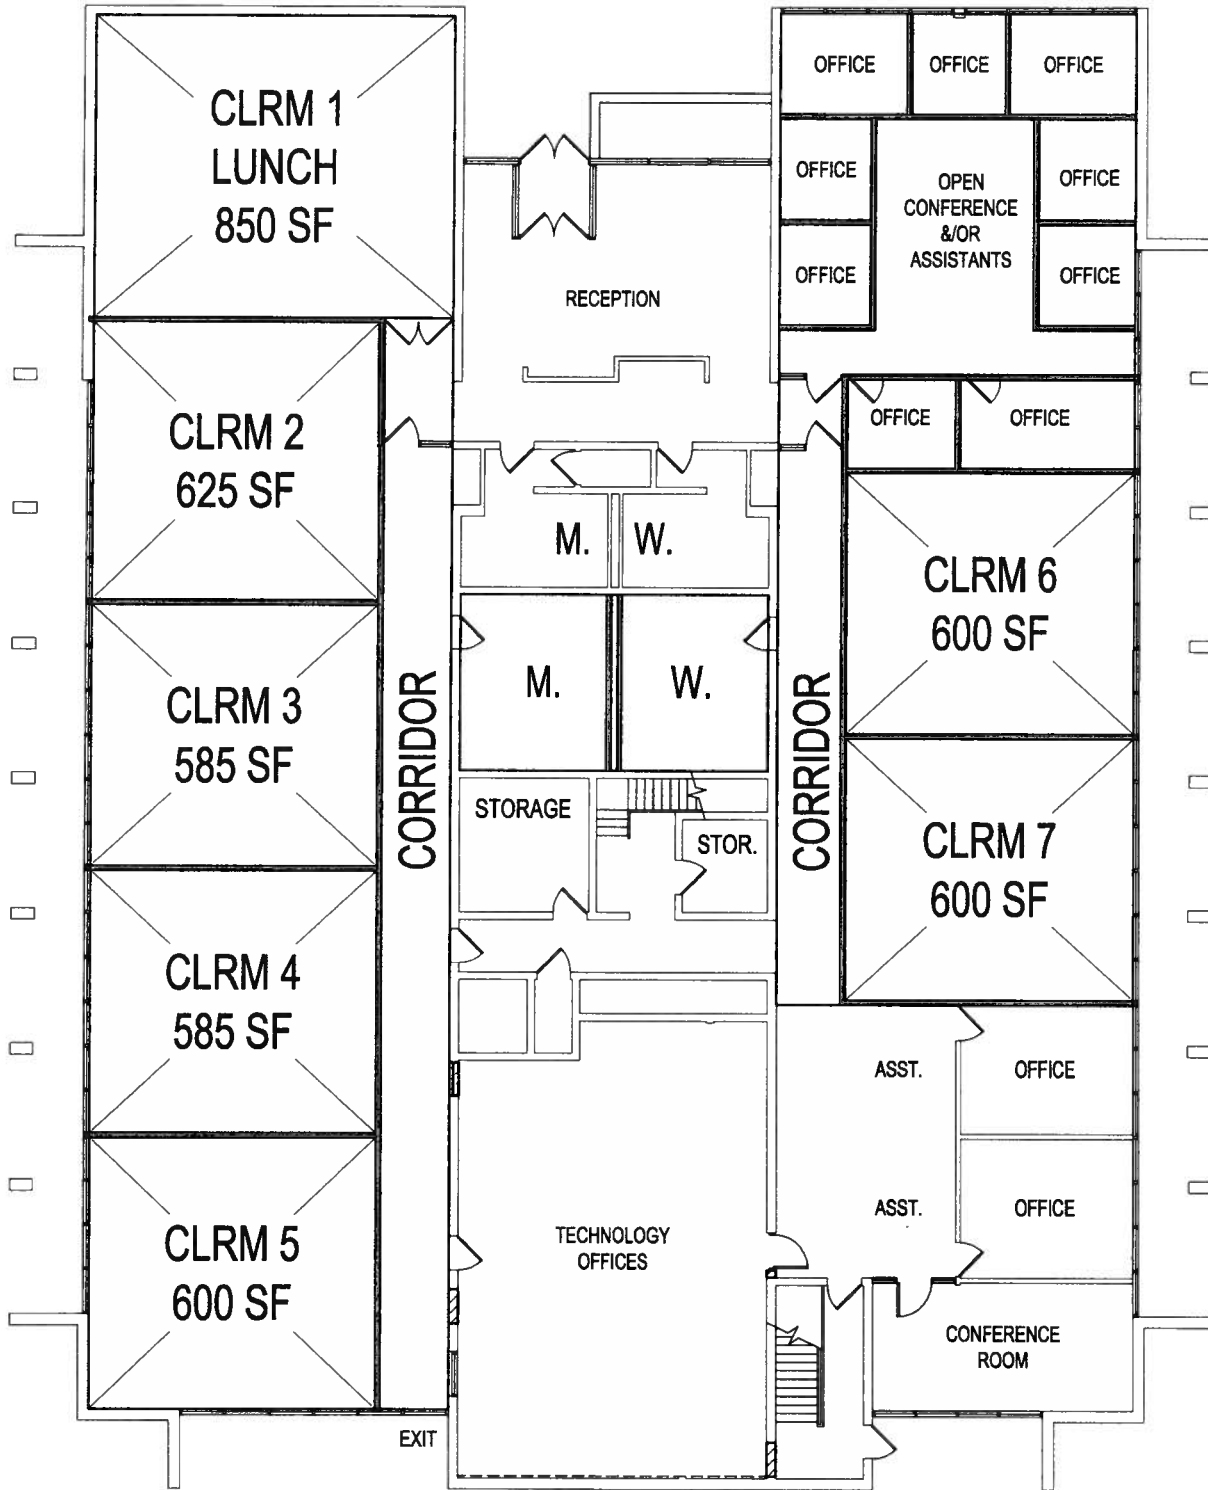 CLRM 1
LUNCH
850 SF
OFFICE
OFFICE
OFFICE
OFFICE
OPEN
CONFERENCE
&/OR
ASSISTANTS
OFFICE
OFFICE
OFFICE
RECEPTION
CLRM 2
625 SF
OFFICE
OFFICE
M.
W.
CLRM 6
600 SF
CLRM 3
585 SF
CORRIDOR
M.
W.
CORRIDOR
STORAGE
STOR.
CLRM 7
600 SF
CLRM 4
585 SF
ASST.
OFFICE
CLRM 5
600 SF
TECHNOLOGY
OFFICES
ASST.
OFFICE
CONFERENCE
ROOM
EXIT